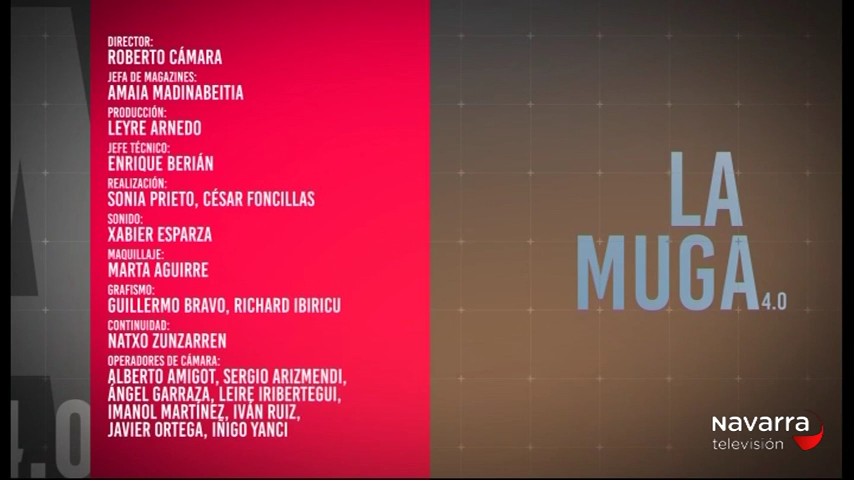 DIRECTOR:
ROBERTO CÁMARA
JEFA DE MAGAZINES:
AMAIA MADINABEITIA
PRODUCCIÓN:
LEYRE ARNEDO
JEFE TÉCNICO:
ENRIQUE BERIÁN
REALIZACIÓN:
SONIA PRIETO, CÉSAR FONCILLAS
SONIDO:
XABIER ESPARZA
MAQUILLAJE:
MARTA AGUIRRE
GRAFISMO:
GUILLERMO BRAVO, RICHARD IBIRICU
CONTINUIDAD:
NATXO ZUNZARREN
OPERADORES DE CÁMARA:
ALBERTO AMIGOT, SERGIO ARIZMENDI,
ÁNGEL GARRAZA, LEIRE IRIBERTEGUI,
IMANOL MARTÍNEZ, IVÁN RUIZ,
JAVIER ORTEGA, IÑIGO YANCI
A
4.0
LA
MUGA 4.0
navarra
televisión